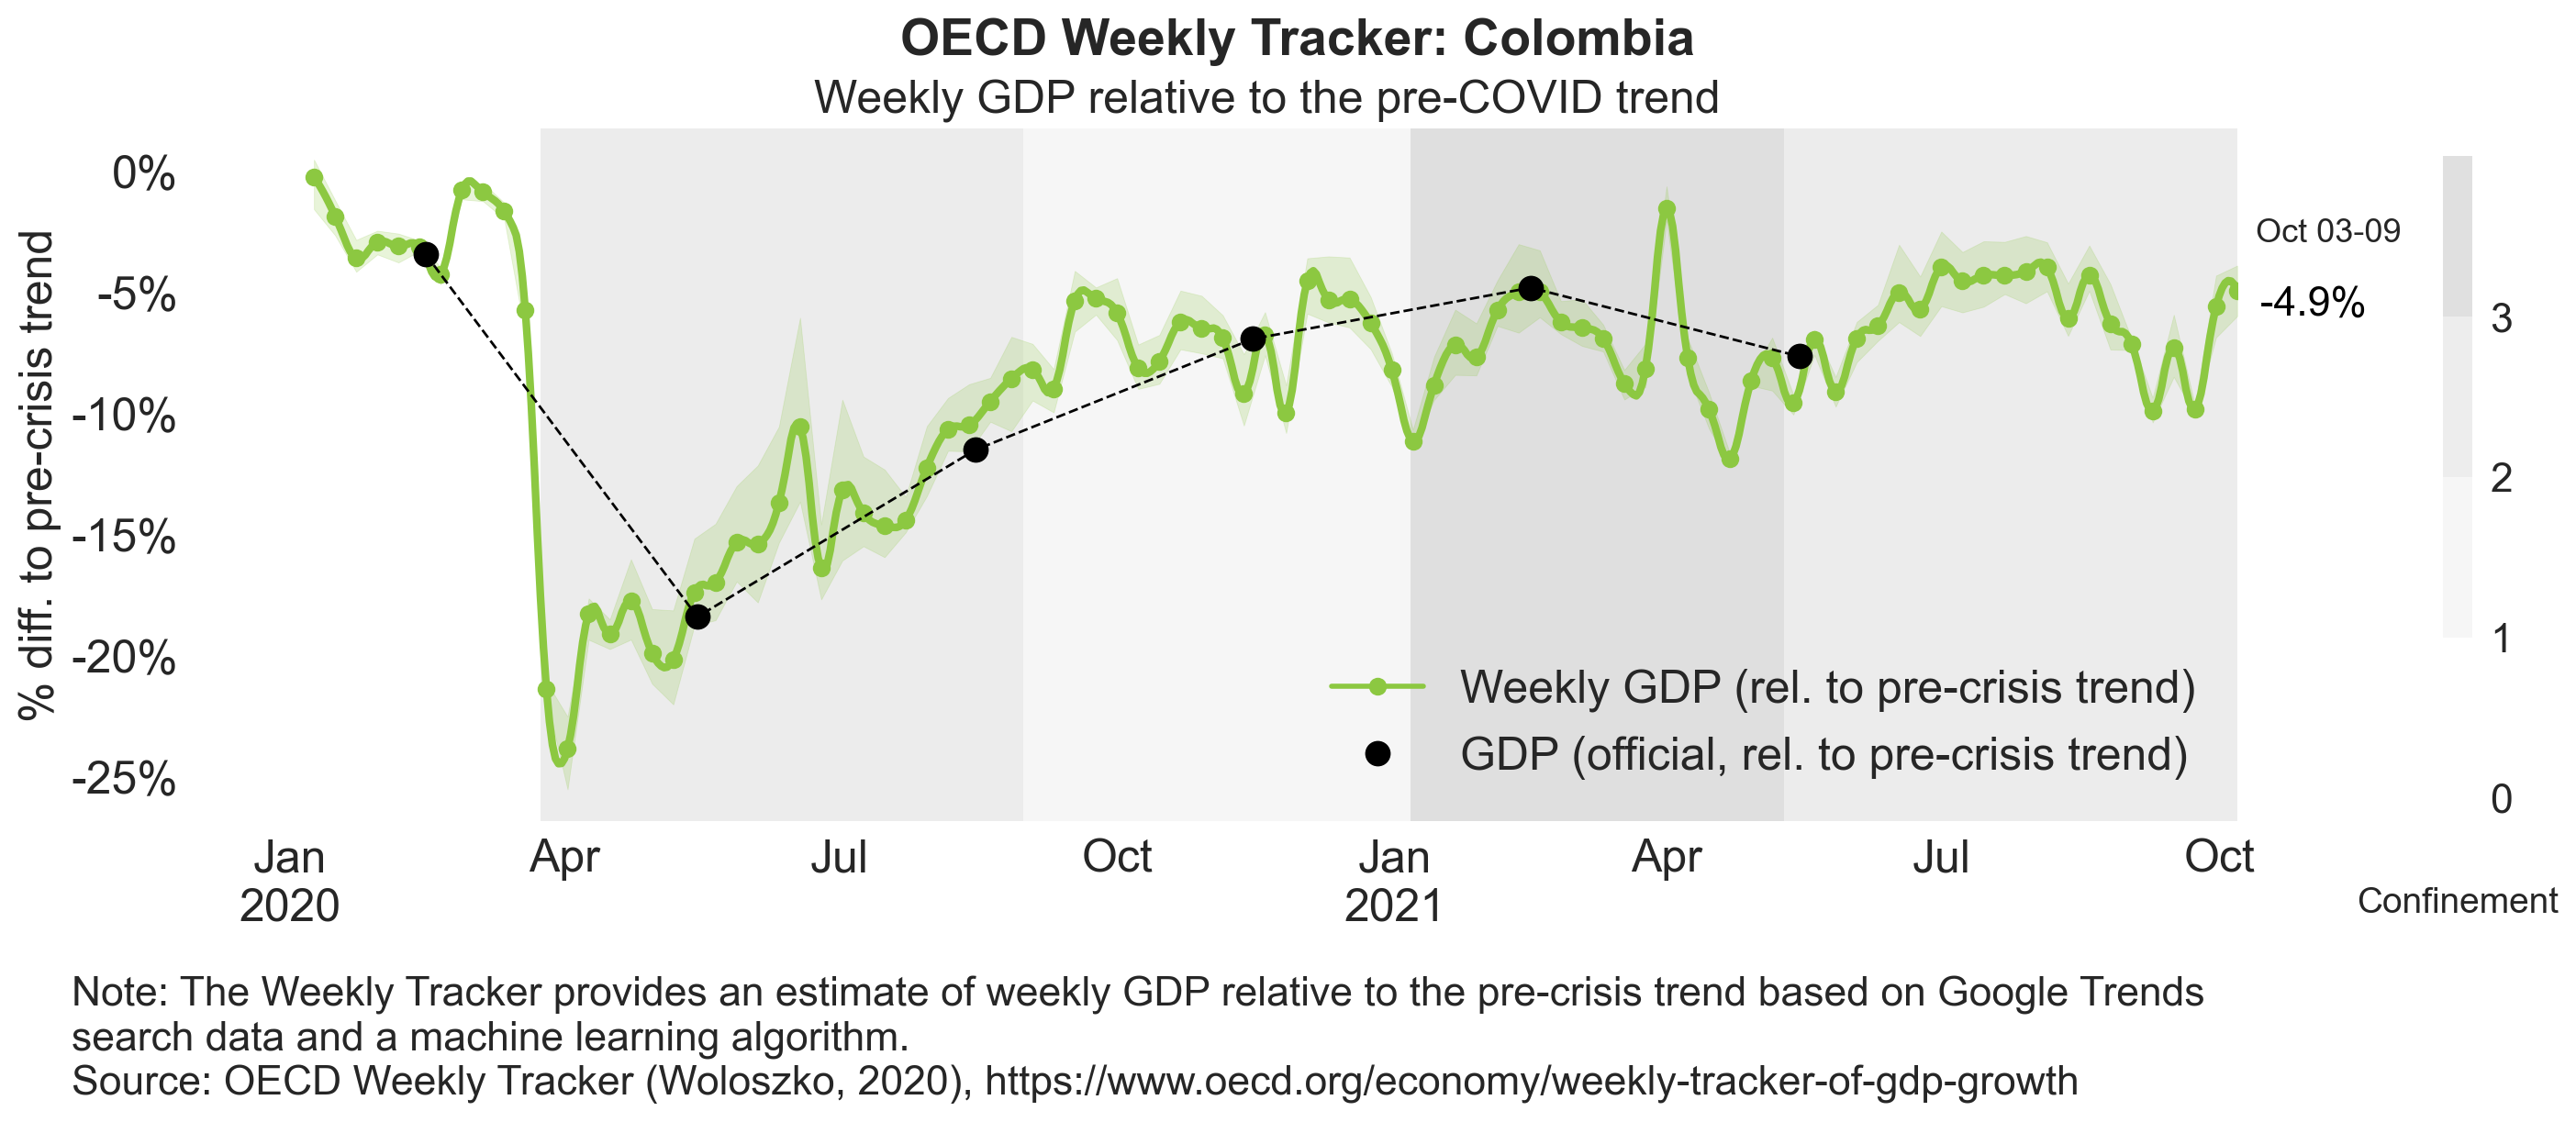 OECD Weekly Tracker: Colombia
Weekly GDP relative to the pre-COVID trend
% diff. to pre-crisis trend
0%
-5%
-10%
-15%
-20%
-25%
Oct 03-09
-4.9%
Weekly GDP (rel. to pre-crisis trend)
GDP (official, rel. to pre-crisis trend)
3
2
1
0
Jan Apr Jul Oct Jan Apr Jul Oct
2020 2021
Confinement
Note: The Weekly Tracker provides an estimate of weekly GDP relative to the pre-crisis trend based on Google Trends
search data and a machine learning algorithm.
Source: OECD Weekly Tracker (Woloszko, 2020), https://www.oecd.org/economy/weekly-tracker-of-gdp-growth